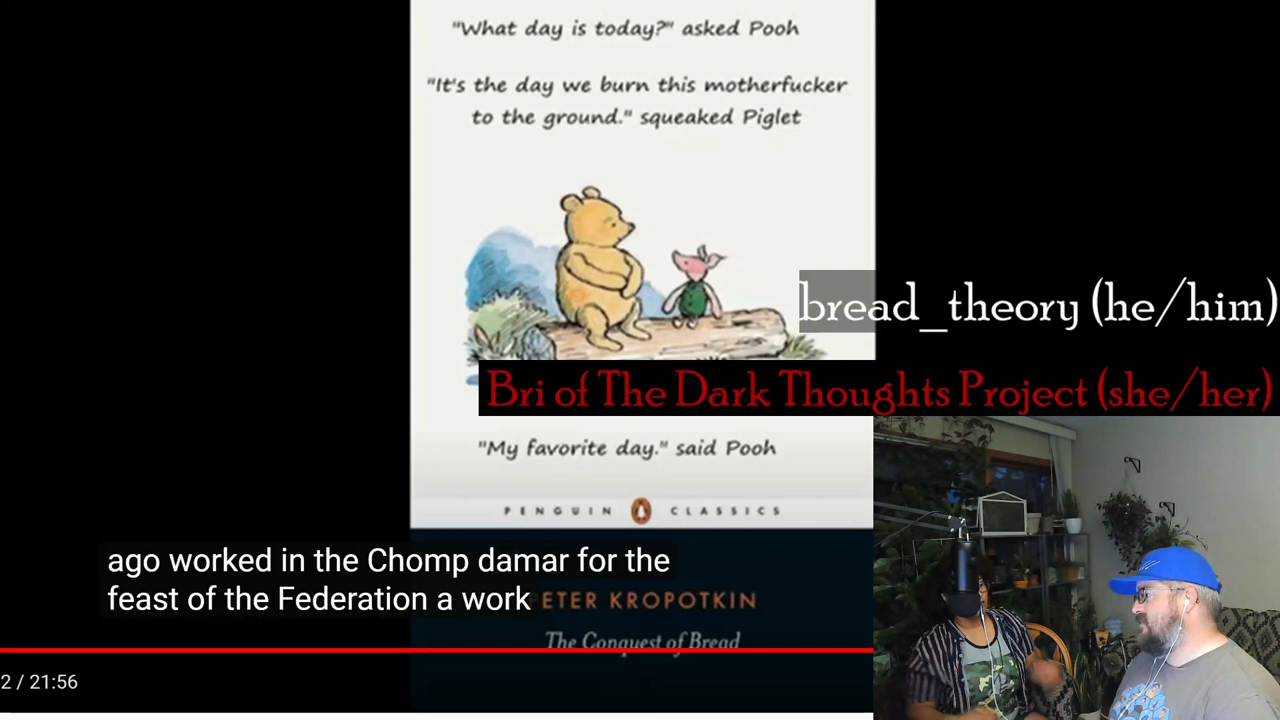 "What day is today?" asked Pooh
"It's the day we burn this motherfucker
to the ground." squeaked Piglet
bread_theory (he/him)
Bri of The Dark Thoughts Project (she/her)
"My favorite day." said Pooh
PENGUIN CLASSICS
ago worked in the Chomp damar for the
feast of the Federation a work
ETER KROPOTKIN
The Conquest of Bread
2 / 21:56